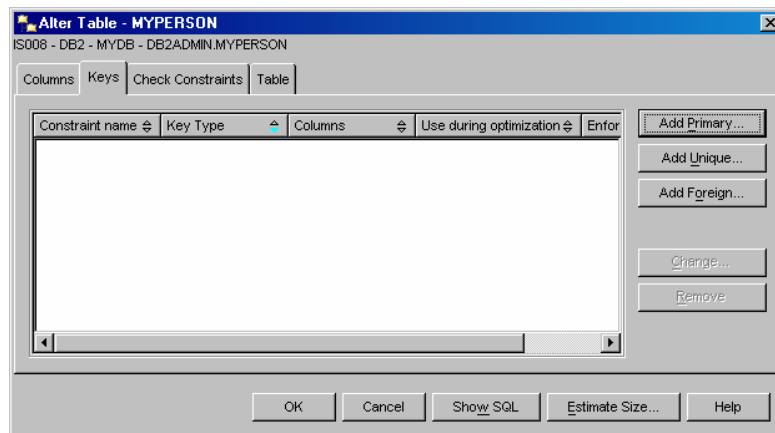 Alter Table - MYPERSON
IS008 - DB2 - MYDB - DB2ADMIN.MYPERSON
Columns Keys Check Constraints Table
Constraint name Key Type Columns Use during optimization Enfor
Add Primary...
Add Unique...
Add Foreign...
Change...
Remove
OK Cancel Show SQL Estimate Size... Help